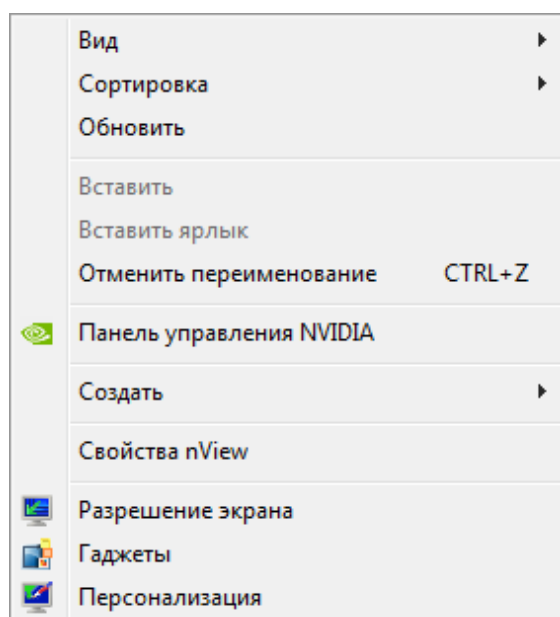 Вид
Сортировка
Обновить
Вставить
Вставить ярлык
Отменить переименование CTRL+Z
Панель управления NVIDIA
Создать
Свойства nView
Разрешение экрана
Гаджеты
Персонализация